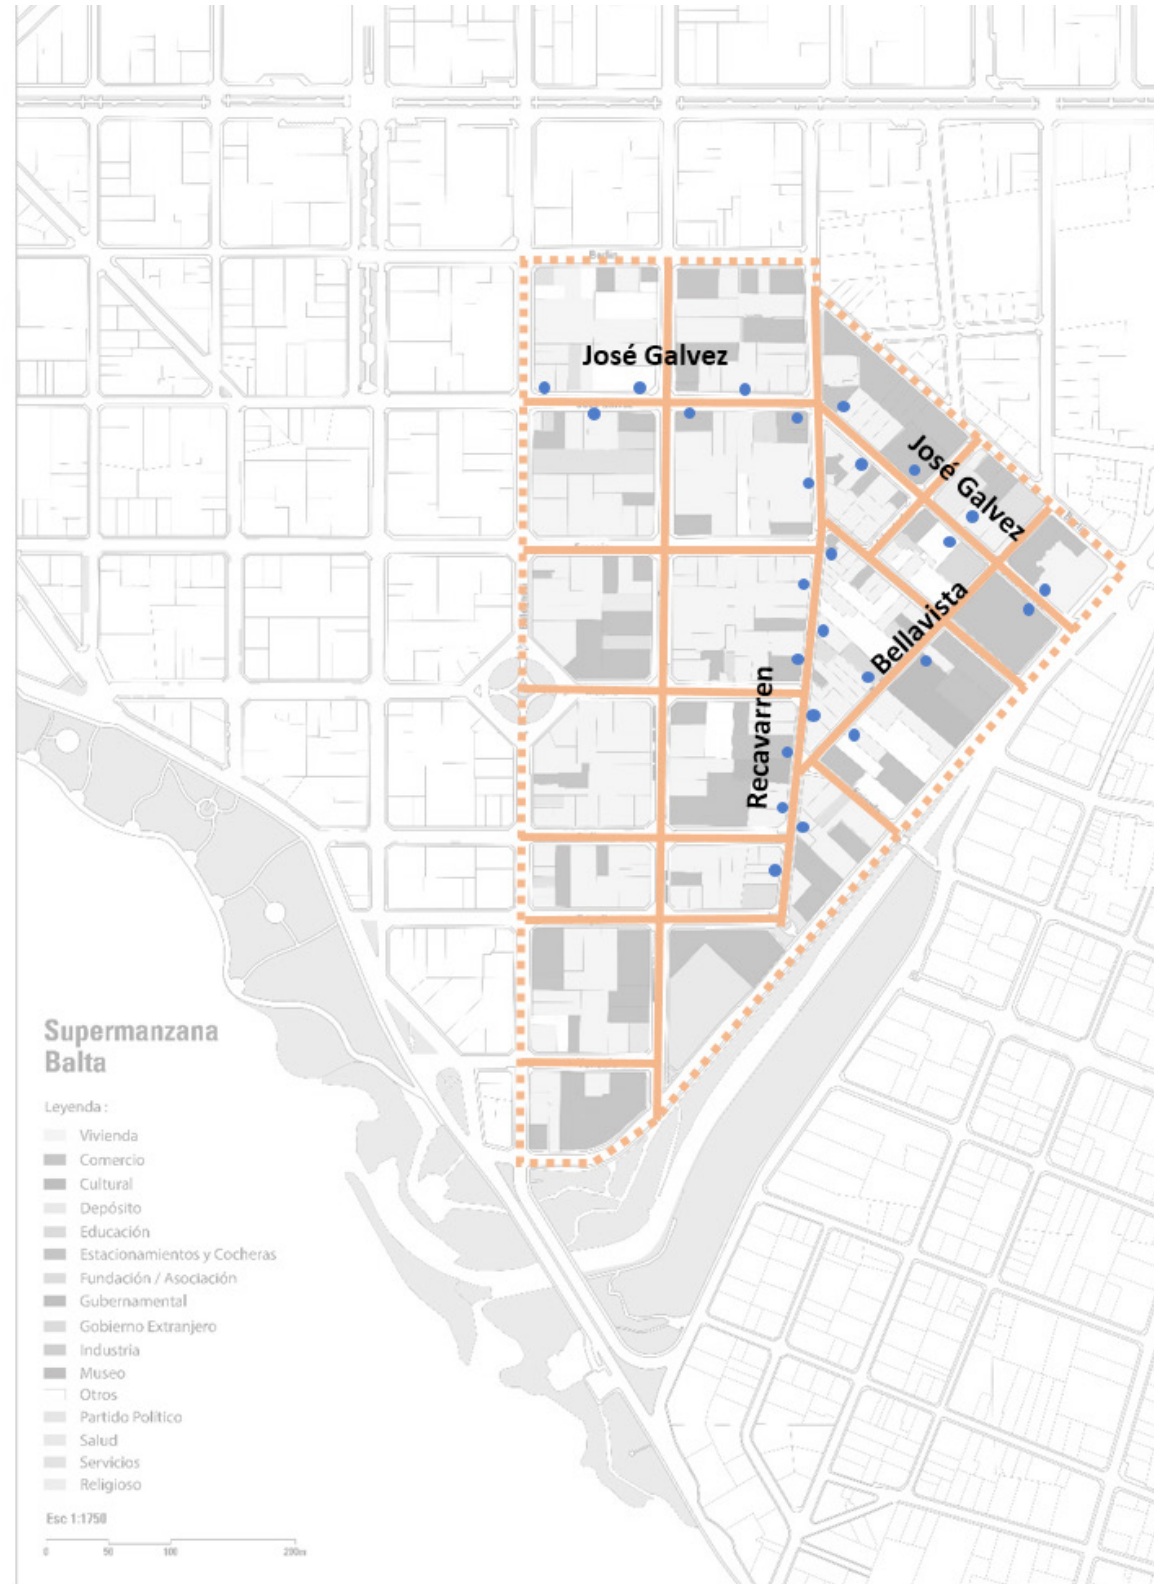 Berlín
José Galvez
José Galvez
Bellavista
Recavarren
Supermanzana
Balta
Leyenda :
Vivienda
Comercio
Cultural
Depósito
Educación
Estacionamientos y Cocheras
Fundación / Asociación
Gubernamental
Gobierno Extranjero
Industria
Museo
Otros
Partido Político
Salud
Servicios
Religioso
Esc 1:1750
0 50 100 200m